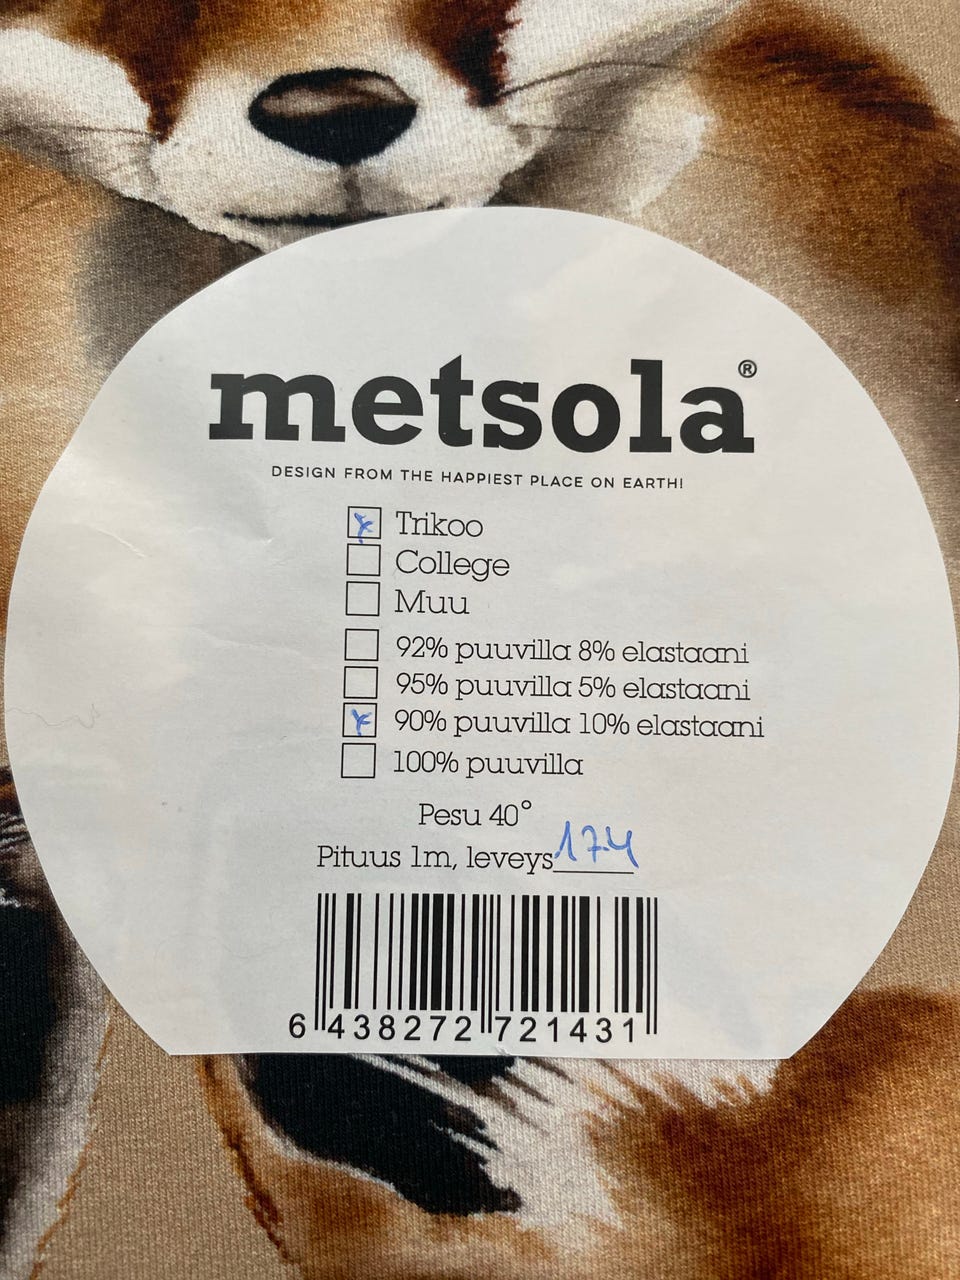 metsola®
DESIGN FROM THE HAPPIEST PLACE ON EARTH!
Trikoo
College
Muu
92% puuvilla 8% elastaani
95% puuvilla 5% elastaani
90% puuvilla 10% elastaani
100% puuvilla
Pesu 40°
Pituus 1m, leveys 174
6 438272 721431